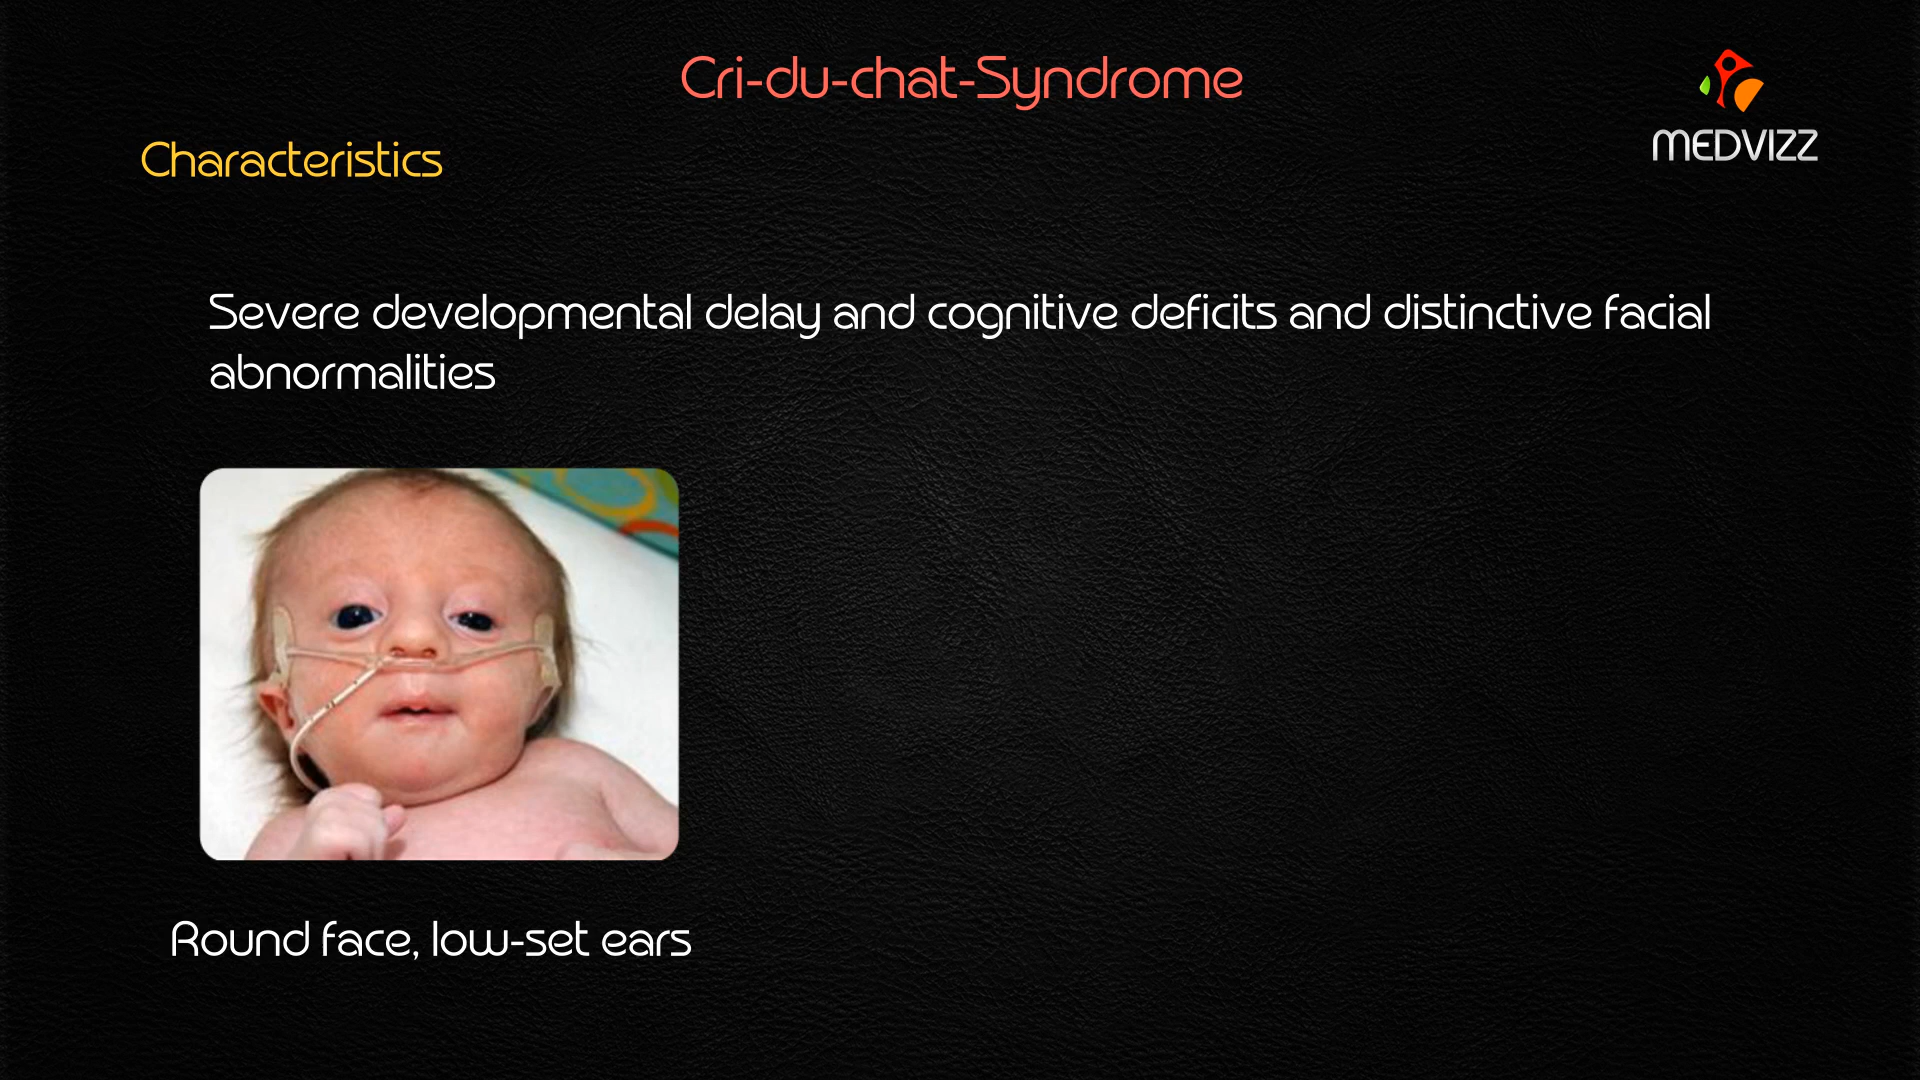 Cri-du-chat-Syndrome
MEDVIZZ
Characteristics
Severe developmental delay and cognitive deficits and distinctive facial
abnormalities
Round face, low-set ears